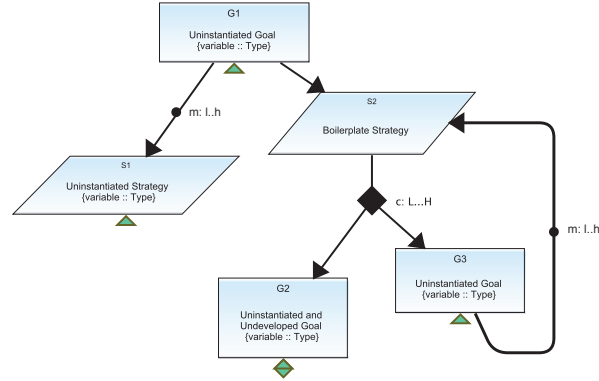 G1
Uninstantiated Goal
{variable :: Type}
m: l..h
S2
Boilerplate Strategy
S1
Uninstantiated Strategy
{variable :: Type}
c: L...H
m: l..h
G2
Uninstantiated and
Undeveloped Goal
{variable :: Type}
G3
Uninstantiated Goal
{variable :: Type}